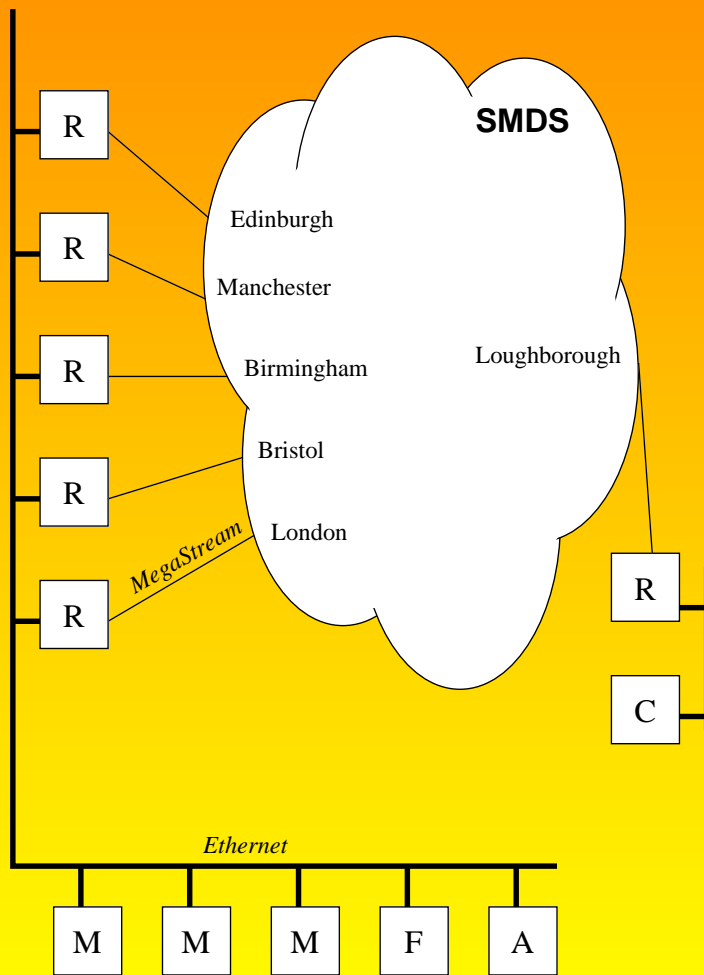 SMDS
R
Edinburgh
R
Manchester
R
Birmingham
Loughborough
R
Bristol
London
MegaStream
R
R
C
Ethernet
M M M F A